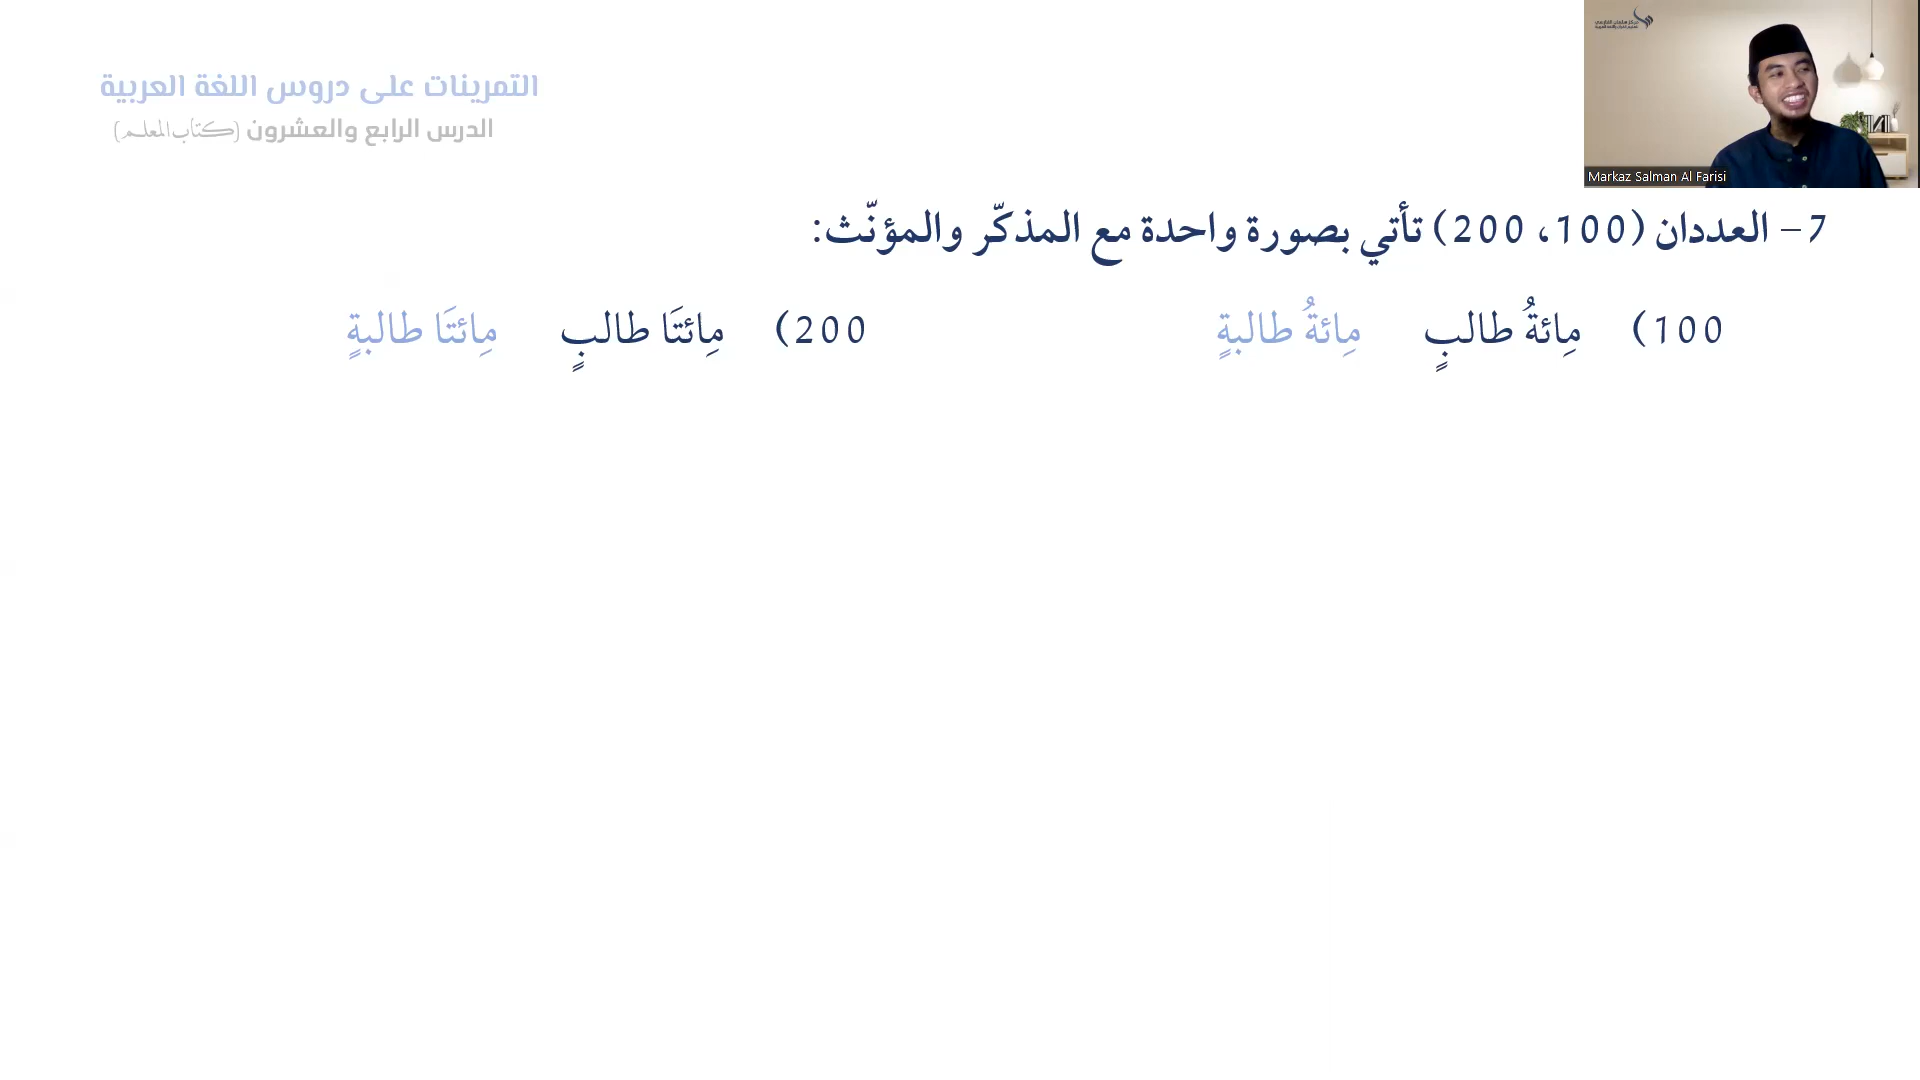 التمرينات على دروس اللغة العربية
الدرس الرابع والعشرون (كتاب المعلم)
Markaz Salman Al Farisi
7- العددان (100، 200) تأتي بصورة واحدة مع المذكّر والمؤنّث:
100) مِائةُ طالبٍ مِائةُ طالبةٍ
200) مِائتَا طالبٍ مِائتَا طالبةٍ